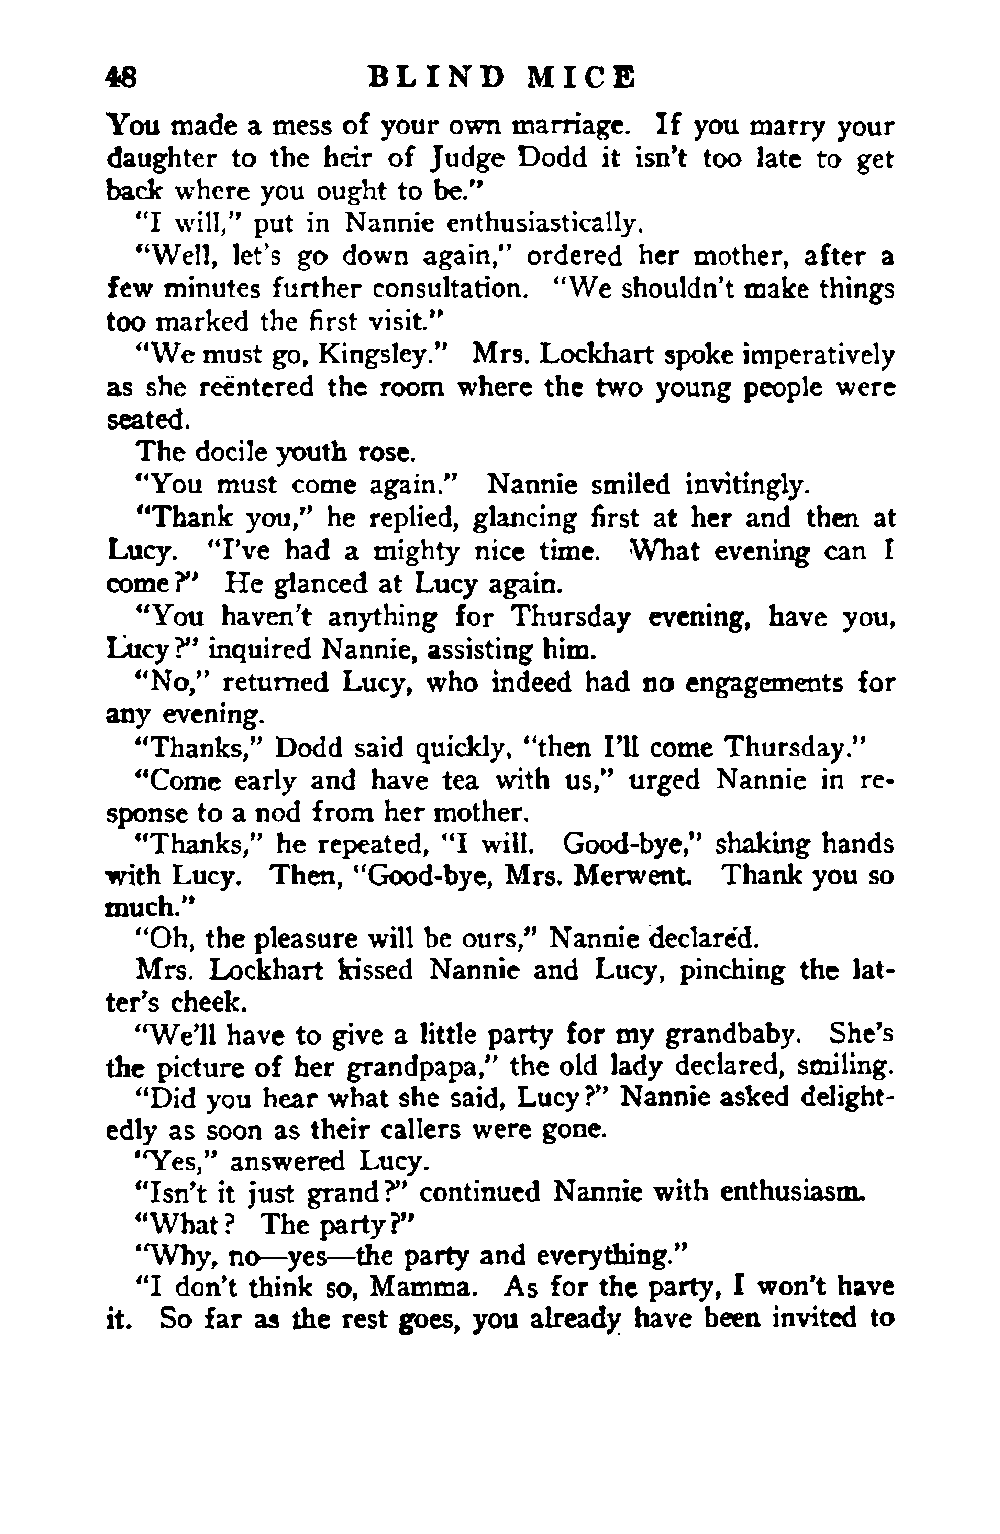 48 BLIND MICE
You made a mess of your own marriage. If you marry your
daughter to the heir of Judge Dodd it isn't too late to get
back where you ought to be."
"I will," put in Nannie enthusiastically.
"Well, let's go down again," ordered her mother, after a
few minutes further consultation. "We shouldn't make things
too marked the first visit."
"We must go, Kingsley." Mrs. Lockhart spoke imperatively
as she reëntered the room where the two young people were
seated.
The docile youth rose.
"You must come again." Nannie smiled invitingly.
"Thank you," he replied, glancing first at her and then at
Lucy. "I've had a mighty nice time. What evening can I
come?" He glanced at Lucy again.
"You haven't anything for Thursday evening, have you,
Lucy?" inquired Nannie, assisting him.
"No," returned Lucy, who indeed had no engagements for
any evening.
"Thanks," Dodd said quickly, "then I'll come Thursday."
"Come early and have tea with us," urged Nannie in re-
sponse to a nod from her mother.
"Thanks," he repeated, "I will. Good-bye," shaking hands
with Lucy. Then, "Good-bye, Mrs. Merwent. Thank you so
much."
"Oh, the pleasure will be ours," Nannie declared.
Mrs. Lockhart kissed Nannie and Lucy, pinching the lat-
ter's cheek.
"We'll have to give a little party for my grandbaby. She's
the picture of her grandpapa," the old lady declared, smiling.
"Did you hear what she said, Lucy?" Nannie asked delight-
edly as soon as their callers were gone.
"Yes," answered Lucy.
"Isn't it just grand?" continued Nannie with enthusiasm.
"What? The party?"
"Why, no—yes—the party and everything."
"I don't think so, Mamma. As for the party, I won't have
it. So far as the rest goes, you already have been invited to